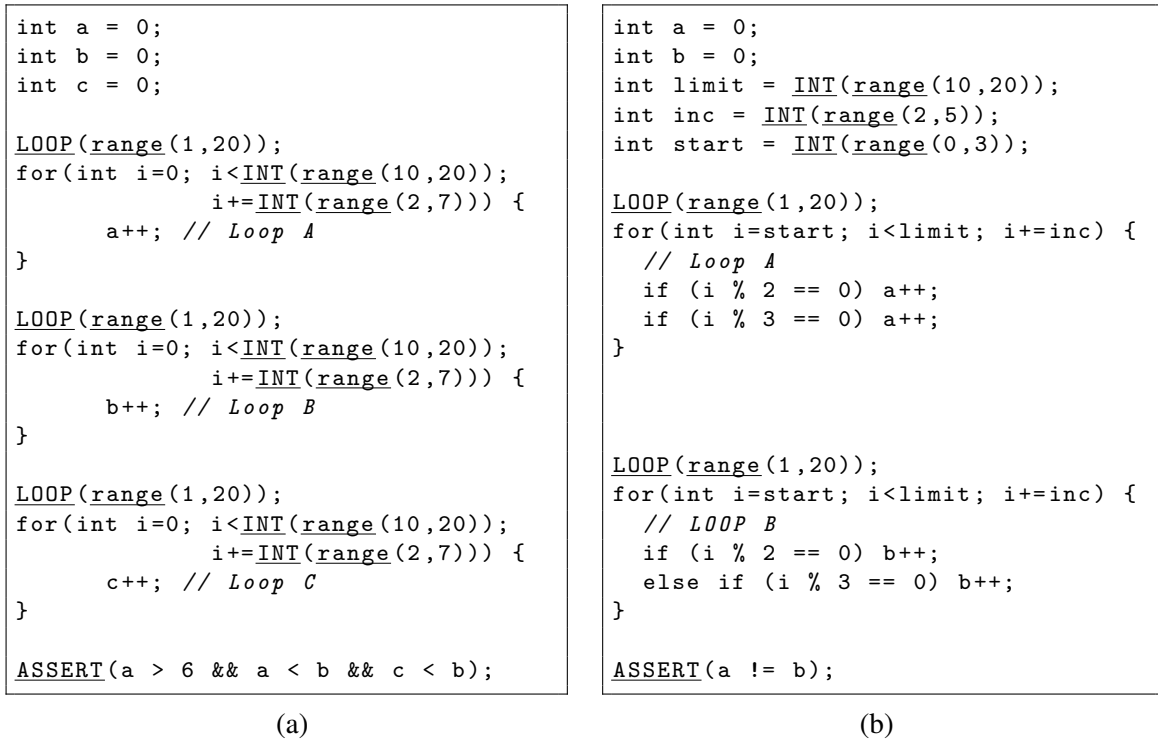 int a = 0;
int b = 0;
int c = 0;
LOOP(range(1,20));
for(int i=0; i<INT(range(10,20));
i+=INT(range(2,7))) {
a++; // Loop A
}
LOOP(range(1,20));
for(int i=0; i<INT(range(10,20));
i+=INT(range(2,7))) {
b++; // Loop B
}
LOOP(range(1,20));
for(int i=0; i<INT(range(10,20));
i+=INT(range(2,7))) {
c++; // Loop C
}
ASSERT(a > 6 && a < b && c < b);
(a)
int a = 0;
int b = 0;
int limit = INT(range(10,20));
int inc = INT(range(2,5));
int start = INT(range(0,3));
LOOP(range(1,20));
for(int i=start; i<limit; i+=inc) {
// Loop A
if (i % 2 == 0) a++;
if (i % 3 == 0) a++;
}
LOOP(range(1,20));
for(int i=start; i<limit; i+=inc) {
// LOOP B
if (i % 2 == 0) b++;
else if (i % 3 == 0) b++;
}
ASSERT(a != b);
(b)